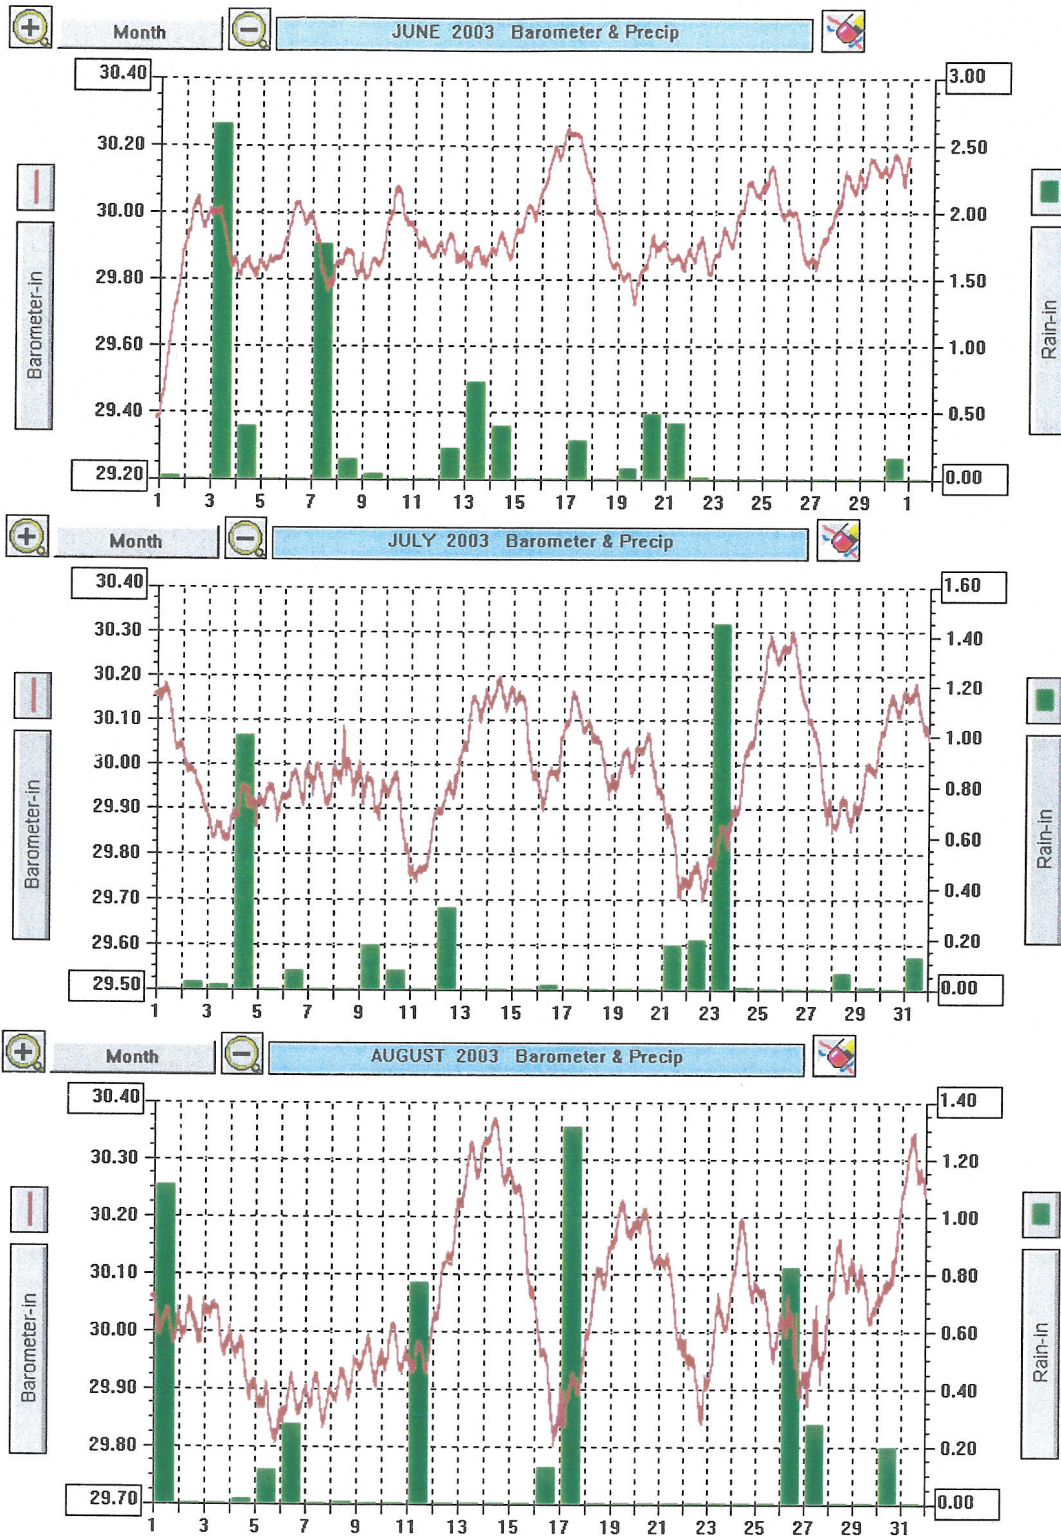 Month JUNE 2003 Barometer & Precip
30.40 3.00
30.20 2.50
30.00 2.00
29.80 1.50
29.60 1.00
29.40 0.50
29.20 0.00
Barometer-in
Rain-in
1 3 5 7 9 11 13 15 17 19 21 23 25 27 29 1
Month JULY 2003 Barometer & Precip
30.40 1.60
30.30 1.40
30.20 1.20
30.10 1.00
30.00 0.80
29.90 0.60
29.80 0.40
29.70 0.20
29.60 0.00
29.50
Barometer-in
Rain-in
1 3 5 7 9 11 13 15 17 19 21 23 25 27 29 31
Month AUGUST 2003 Barometer & Precip
30.40 1.40
30.30 1.20
30.20 1.00
30.10 0.80
30.00 0.60
29.90 0.40
29.80 0.20
29.70 0.00
Barometer-in
Rain-in
1 3 5 7 9 11 13 15 17 19 21 23 25 27 29 31